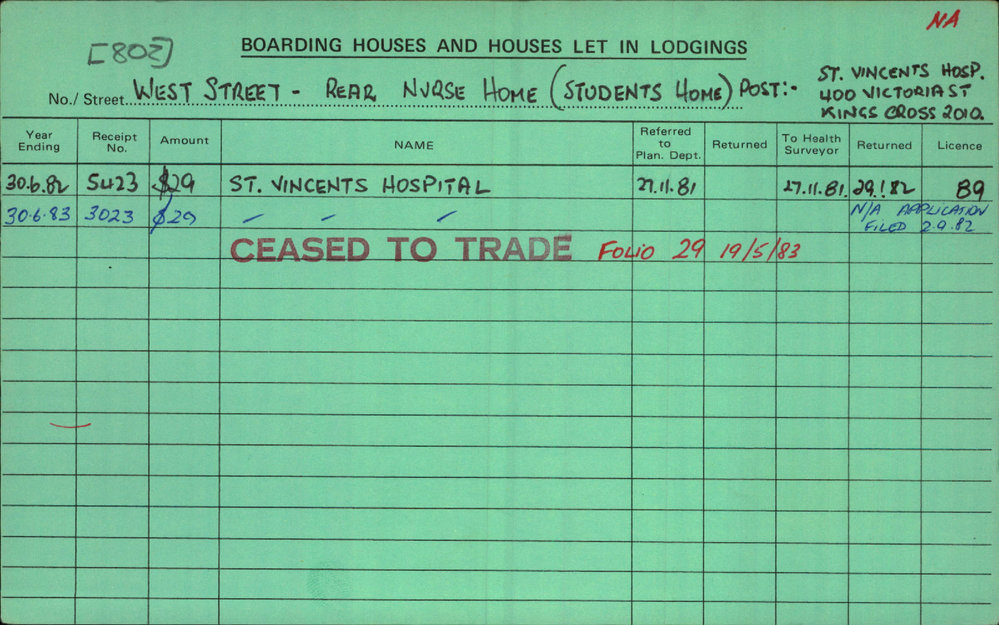 NA
[802]
BOARDING HOUSES AND HOUSES LET IN LODGINGS
No./ Street WEST STREET - REAR NURSE HOME (STUDENTS HOME) POST:- ST. VINCENTS HOSP.
400 VICTORIA ST
KINGS CROSS 2010.
Year Ending Receipt No. Amount NAME Referred to Plan. Dept. Returned To Health Surveyor Returned Licence
30.6.82 5423 $29 ST. VINCENTS HOSPITAL 27.11.81 27.11.81 29.1.82 89
30.6.83 3023 $29 — — — N/A APPLICATION
FILED 2.9.82
CEASED TO TRADE FOLIO 29 19/5/83